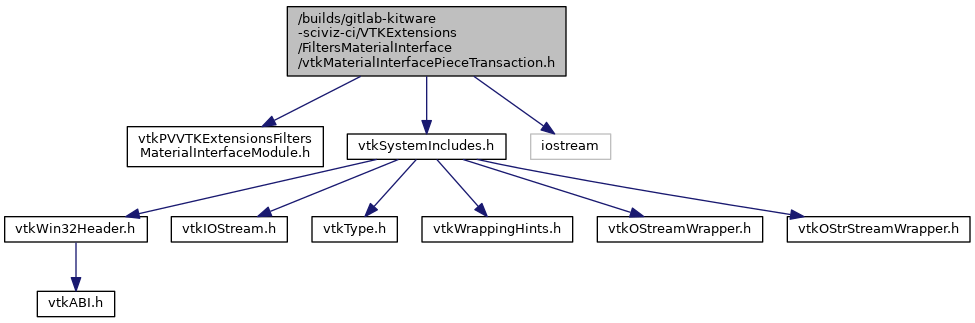 /builds/gitlab-kitware
-sciviz-ci/VTKExtensions
/FiltersMaterialInterface
/vtkMaterialInterfacePieceTransaction.h
vtkPVVTKExtensionsFilters
MaterialInterfaceModule.h
vtkSystemIncludes.h
iostream
vtkWin32Header.h
vtkIOStream.h
vtkType.h
vtkWrappingHints.h
vtkOStreamWrapper.h
vtkOStrStreamWrapper.h
vtkABI.h